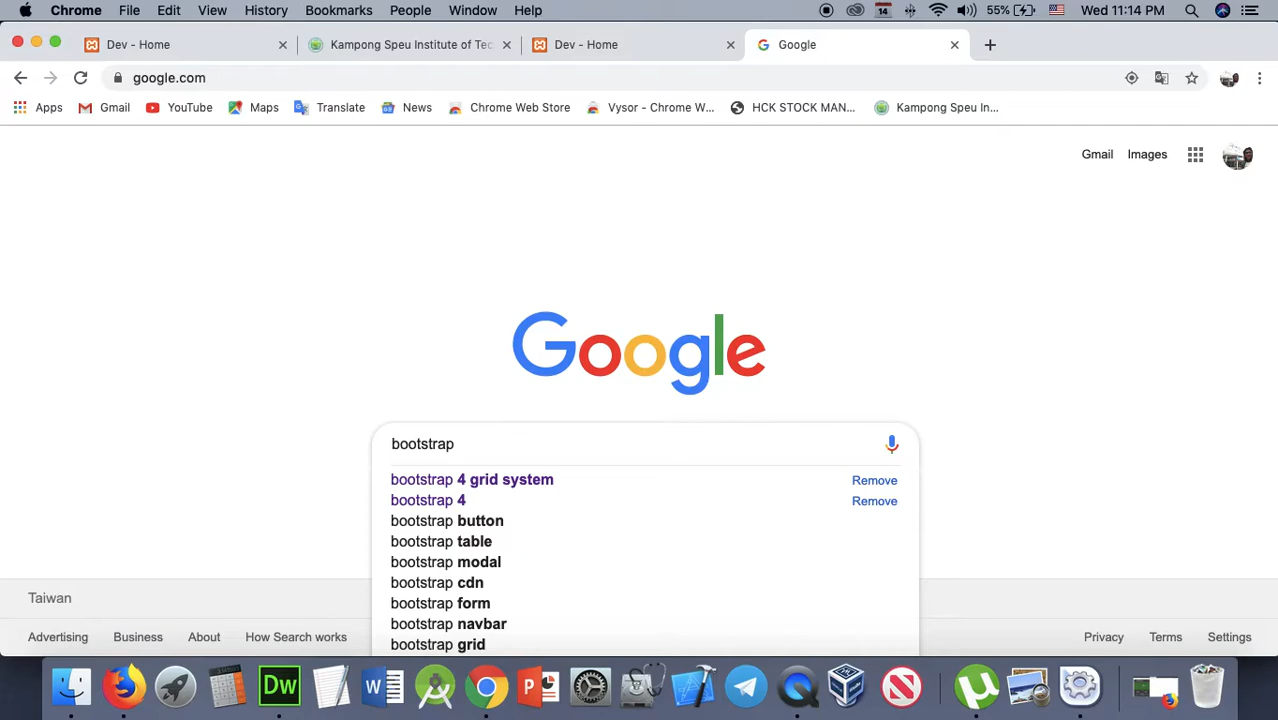 Chrome File Edit View History Bookmarks People Window Help 14 55% Wed 11:14 PM
Dev - Home Kampong Speu Institute of Tec Dev - Home Google
google.com
Apps Gmail YouTube Maps Translate News Chrome Web Store Vysor - Chrome W... HCK STOCK MAN... Kampong Speu In...
Gmail Images
Google
bootstrap
bootstrap 4 grid system Remove
bootstrap 4 Remove
bootstrap button
bootstrap table
bootstrap modal
bootstrap cdn
bootstrap form
bootstrap navbar
bootstrap grid
Taiwan
Advertising Business About How Search works Privacy Terms Settings
Dw W P N µ